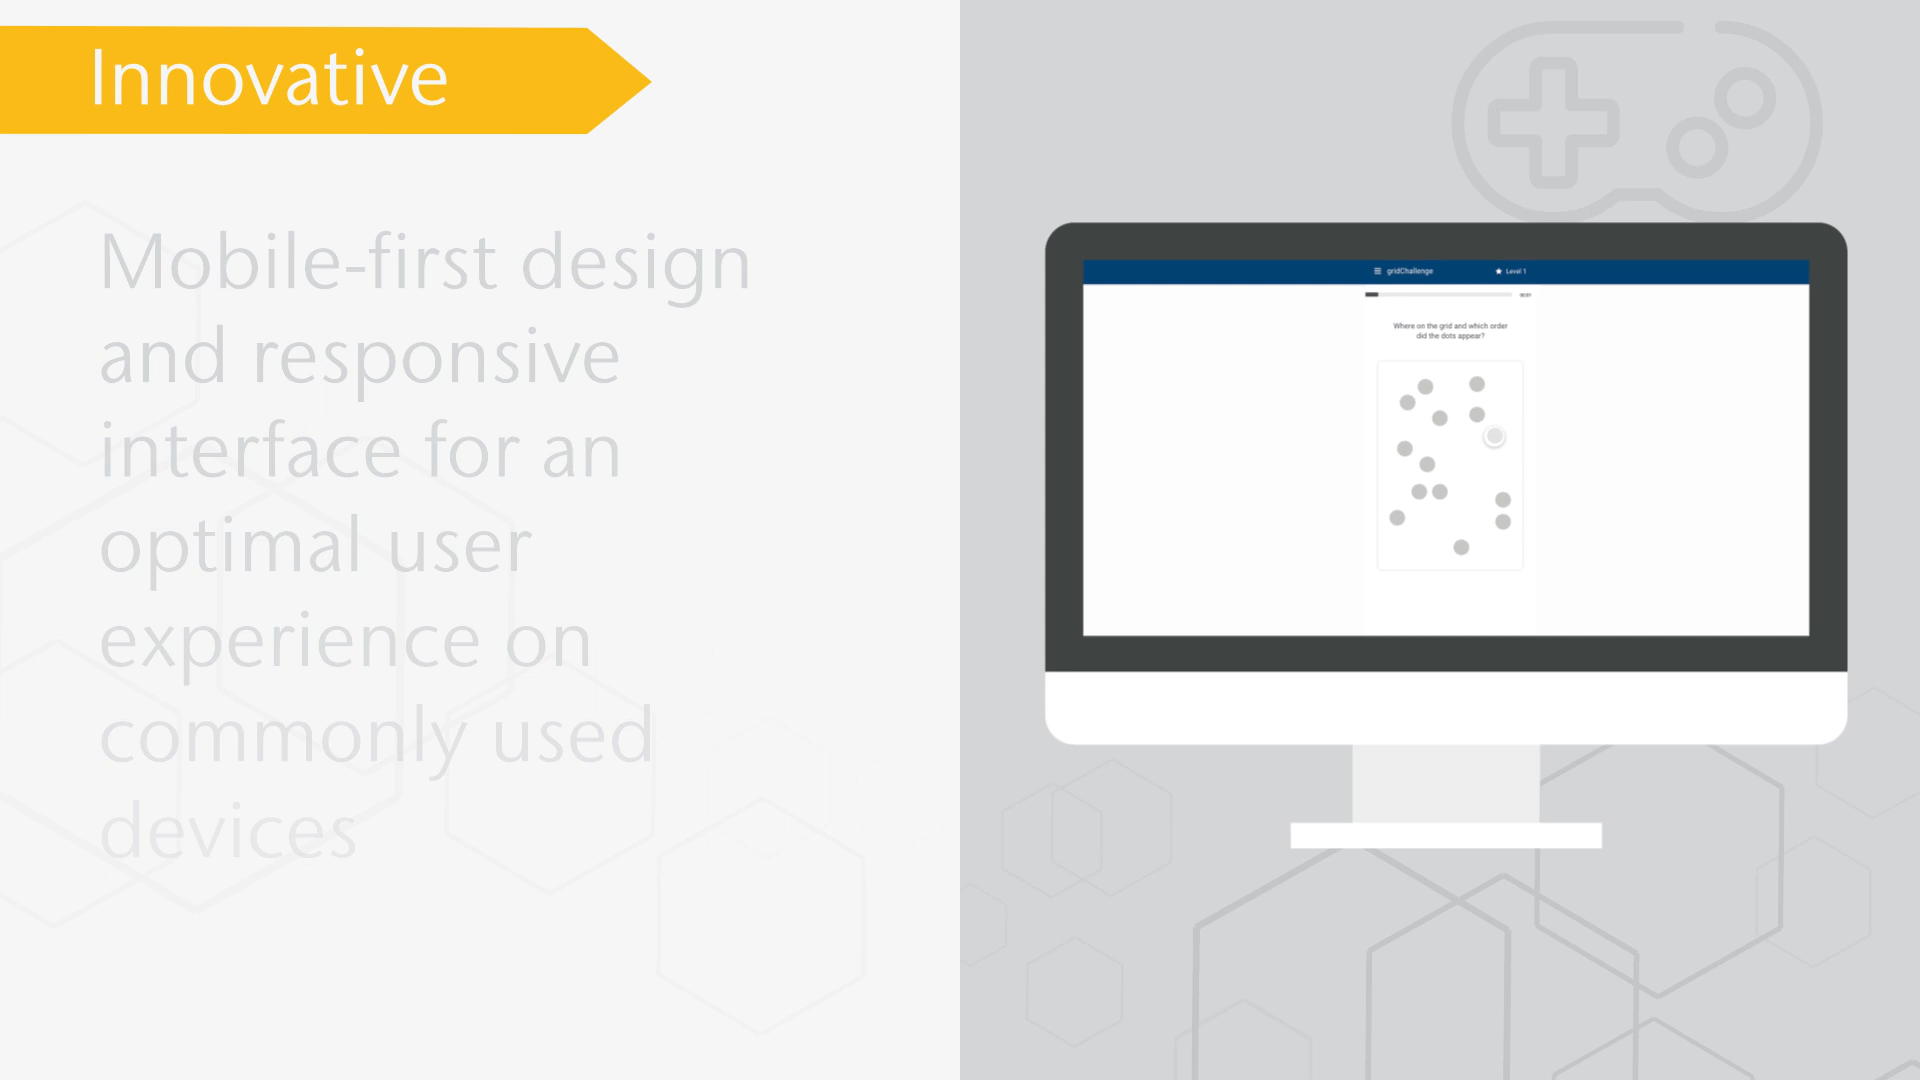 Innovative
Mobile-first design
and responsive
interface for an
optimal user
experience on
commonly used
devices
gridChallenge
Level 1
Where on the grid and which order
did the dots appear?